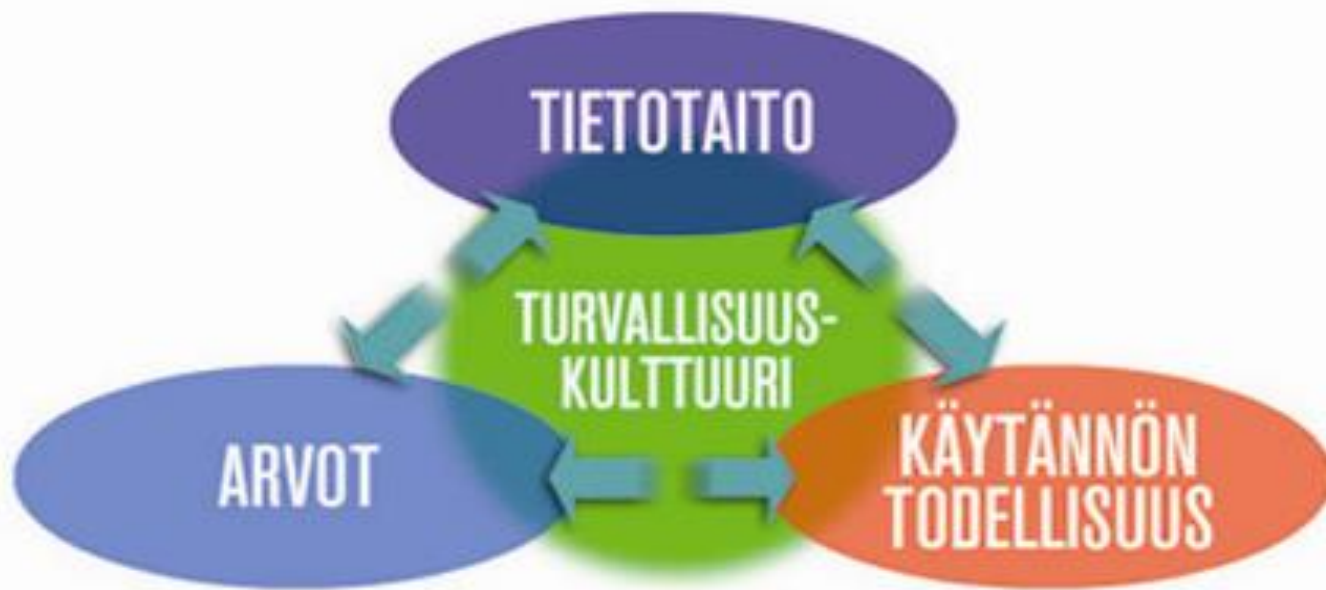 TIETOTAITO
TURVALLISUUS-
KULTTUURI
ARVOT
KÄYTÄNNÖN
TODELLISUUS